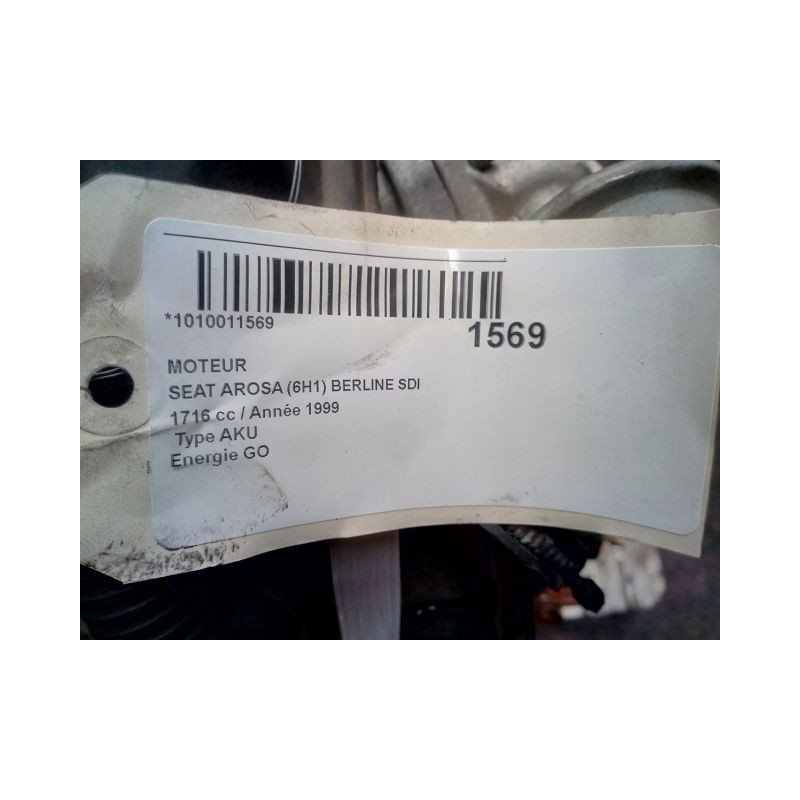 *1010011569
1569
MOTEUR
SEAT AROSA (6H1) BERLINE SDI
1716 cc / Année 1999
Type AKU
Energie GO